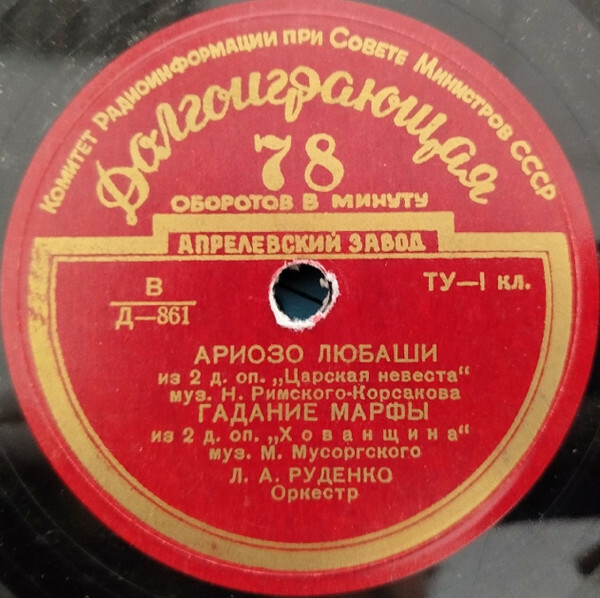 Комитет Радиоинформации при Совете Министров СССР
Долгоиграющая
78
ОБОРОТОВ В МИНУТУ
АПРЕЛЕВСКИЙ ЗАВОД
В
Д—861
ТУ—I кл.
АРИОЗО ЛЮБАШИ
из 2 д. оп. „Царская невеста“
муз. Н. Римского-Корсакова
ГАДАНИЕ МАРФЫ
из 2 д. оп. „Хованщина“
муз. М. Мусоргского
Л. А. РУДЕНКО
Оркестр